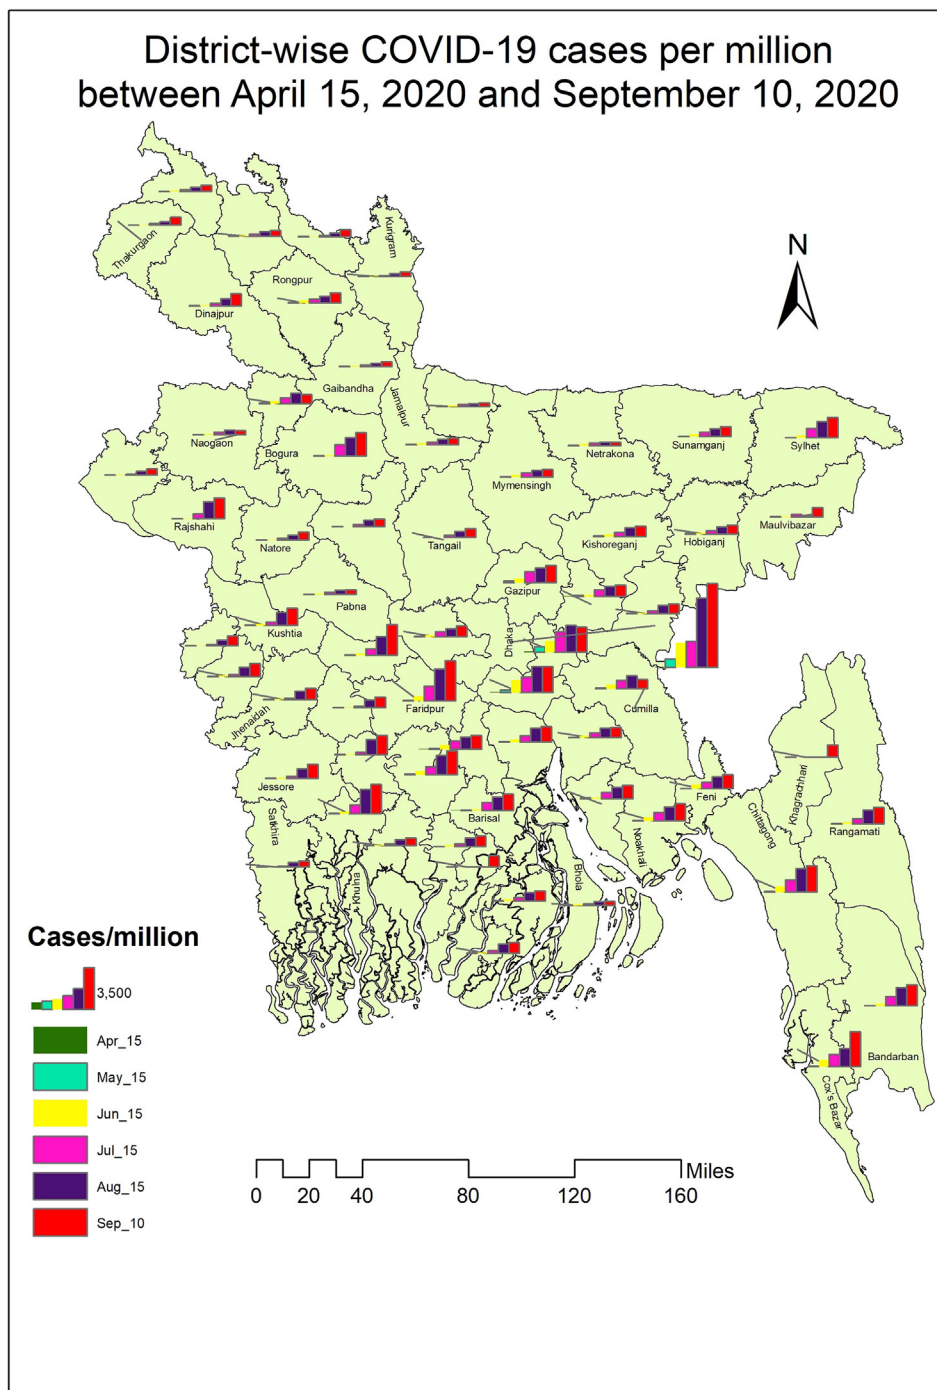 District-wise COVID-19 cases per million
between April 15, 2020 and September 10, 2020
N
Kurigram
Thakurgaon
Rongpur
Dinajpur
Gaibandha
Jamalpur
Naogaon
Bogura
Netrakona
Sunamganj
Sylhet
Mymensingh
Rajshahi
Natore
Tangail
Kishoreganj
Hobiganj
Maulvibazar
Gazipur
Pabna
Kushtia
Dhaka
Faridpur
Cumilla
Jhenaidah
Jessore
Satkhira
Barisal
Feni
Khagrachhari
Chittagong
Rangamati
Noakhali
Khulna
Bhola
Bandarban
Cox's Bazar
Cases/million
3,500
Apr_15
May_15
Jun_15
Jul_15
Aug_15
Sep_10
Miles
0 20 40 80 120 160